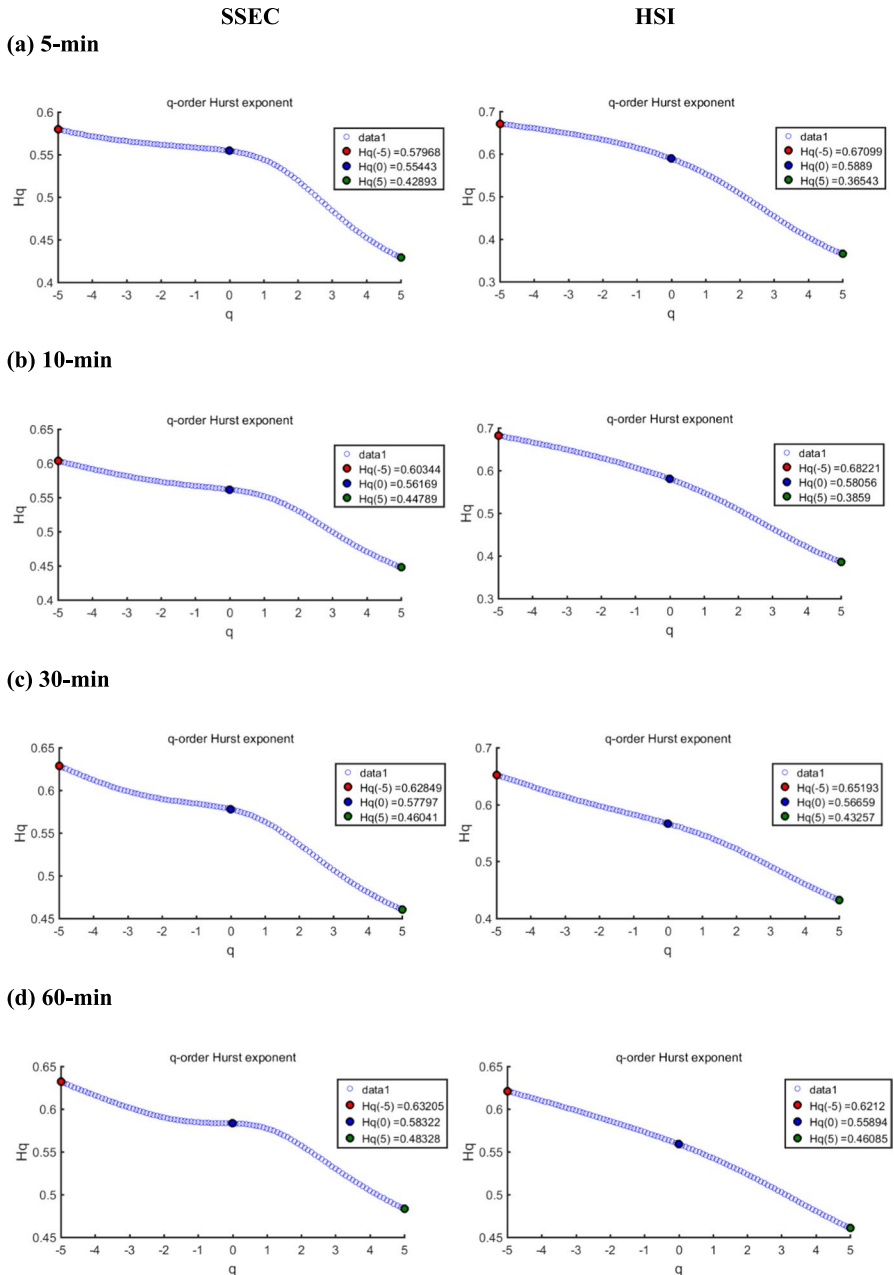 SSEC HSI
(a) 5-min
q-order Hurst exponent
0.6
0.55
0.5
0.45
0.4
Hq
-5 -4 -3 -2 -1 0 1 2 3 4 5
q
data1
Hq(-5) =0.57968
Hq(0) =0.55443
Hq(5) =0.42893
q-order Hurst exponent
0.7
0.6
0.5
0.4
0.3
Hq
-5 -4 -3 -2 -1 0 1 2 3 4 5
q
data1
Hq(-5) =0.67099
Hq(0) =0.5889
Hq(5) =0.36543
(b) 10-min
q-order Hurst exponent
0.65
0.6
0.55
0.5
0.45
0.4
Hq
-5 -4 -3 -2 -1 0 1 2 3 4 5
q
data1
Hq(-5) =0.60344
Hq(0) =0.56169
Hq(5) =0.44789
q-order Hurst exponent
0.7
0.6
0.5
0.4
0.3
Hq
-5 -4 -3 -2 -1 0 1 2 3 4 5
q
data1
Hq(-5) =0.68221
Hq(0) =0.58056
Hq(5) =0.3859
(c) 30-min
q-order Hurst exponent
0.65
0.6
0.55
0.5
0.45
Hq
-5 -4 -3 -2 -1 0 1 2 3 4 5
q
data1
Hq(-5) =0.62849
Hq(0) =0.57797
Hq(5) =0.46041
q-order Hurst exponent
0.7
0.6
0.5
0.4
Hq
-5 -4 -3 -2 -1 0 1 2 3 4 5
q
data1
Hq(-5) =0.65193
Hq(0) =0.56659
Hq(5) =0.43257
(d) 60-min
q-order Hurst exponent
0.65
0.6
0.55
0.5
0.45
Hq
-5 -4 -3 -2 -1 0 1 2 3 4 5
q
data1
Hq(-5) =0.63205
Hq(0) =0.58322
Hq(5) =0.48328
q-order Hurst exponent
0.65
0.6
0.55
0.5
0.45
Hq
-5 -4 -3 -2 -1 0 1 2 3 4 5
q
data1
Hq(-5) =0.6212
Hq(0) =0.55894
Hq(5) =0.46085